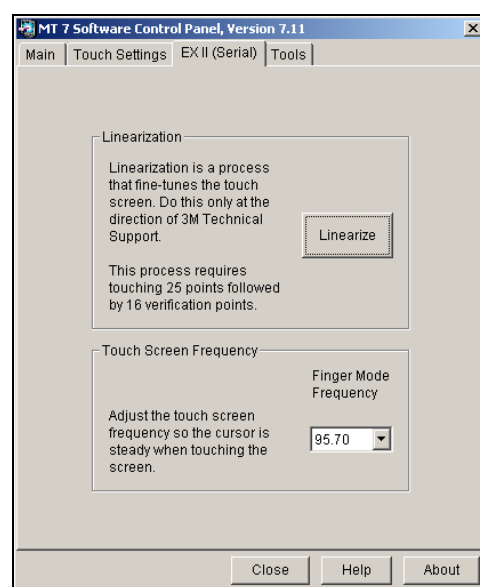 MT 7 Software Control Panel, Version 7.11
Main Touch Settings EX II (Serial) Tools
Linearization
Linearization is a process
that fine-tunes the touch
screen. Do this only at the
direction of 3M Technical
Support.
Linearize
This process requires
touching 25 points followed
by 16 verification points.
Touch Screen Frequency
Finger Mode
Frequency
Adjust the touch screen
frequency so the cursor is
steady when touching the
screen.
95.70
Close Help About